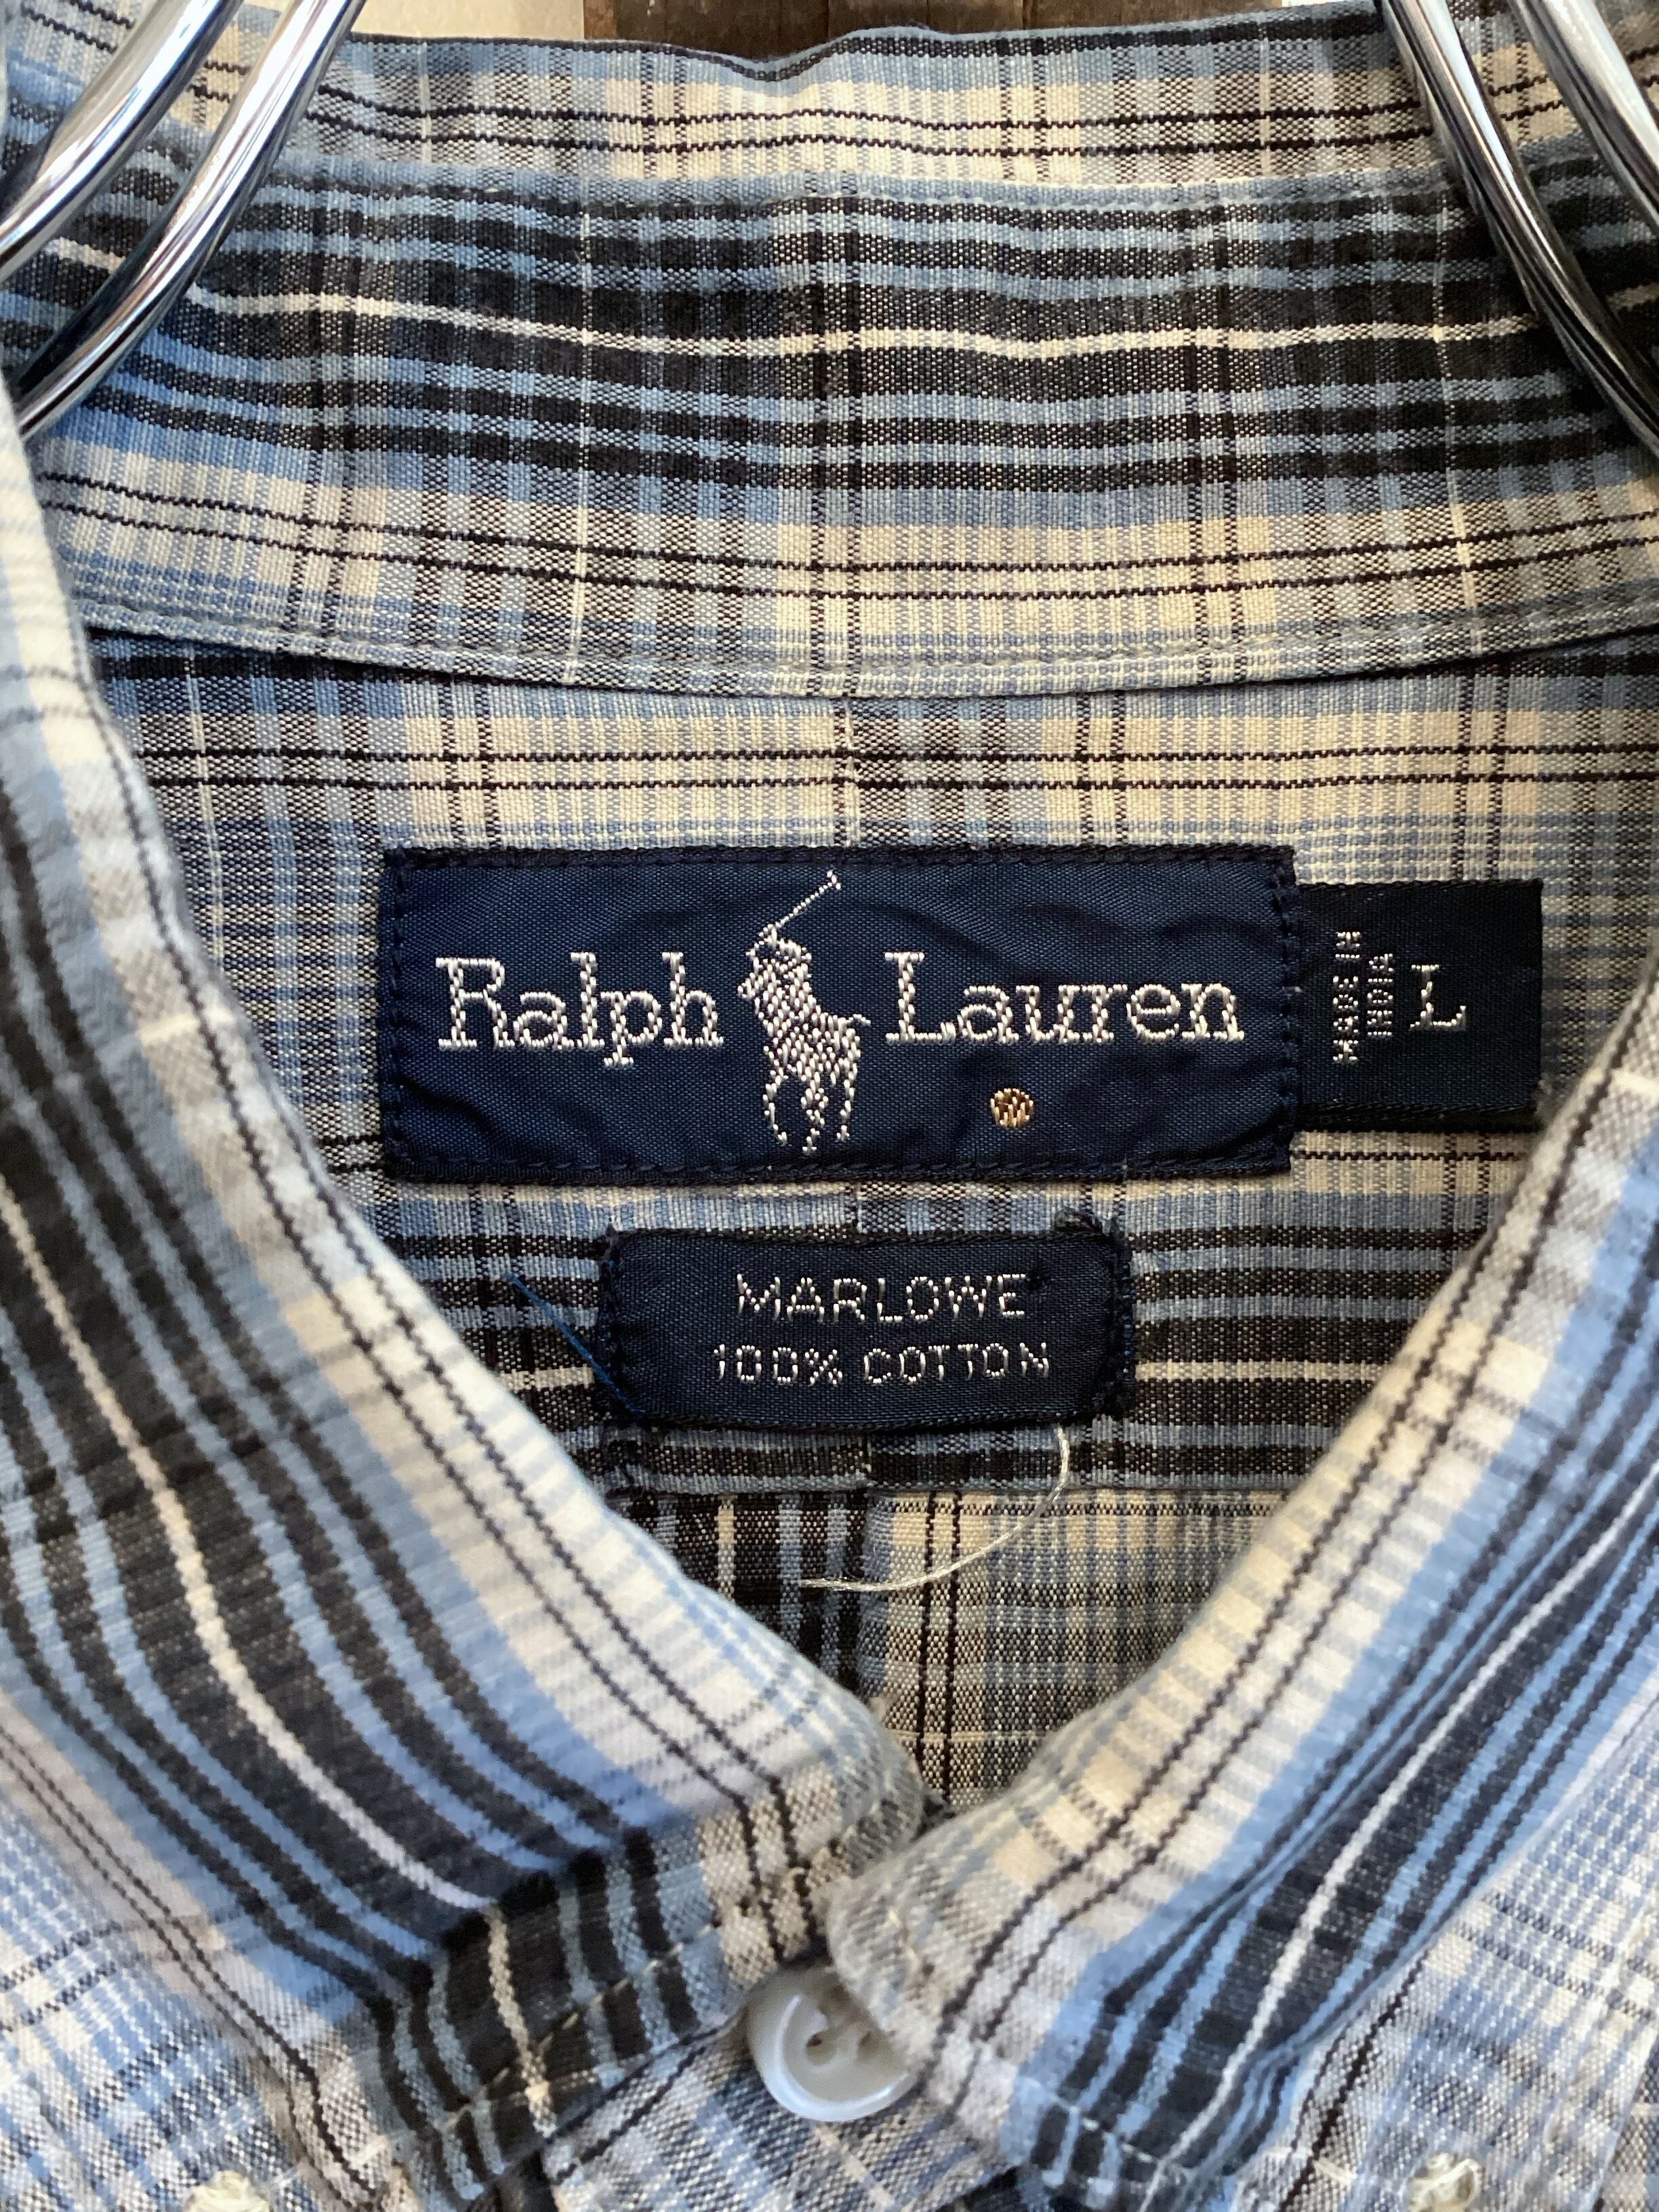 Ralph Lauren
MADE IN
INDIA
L
MARLOWE
100% COTTON